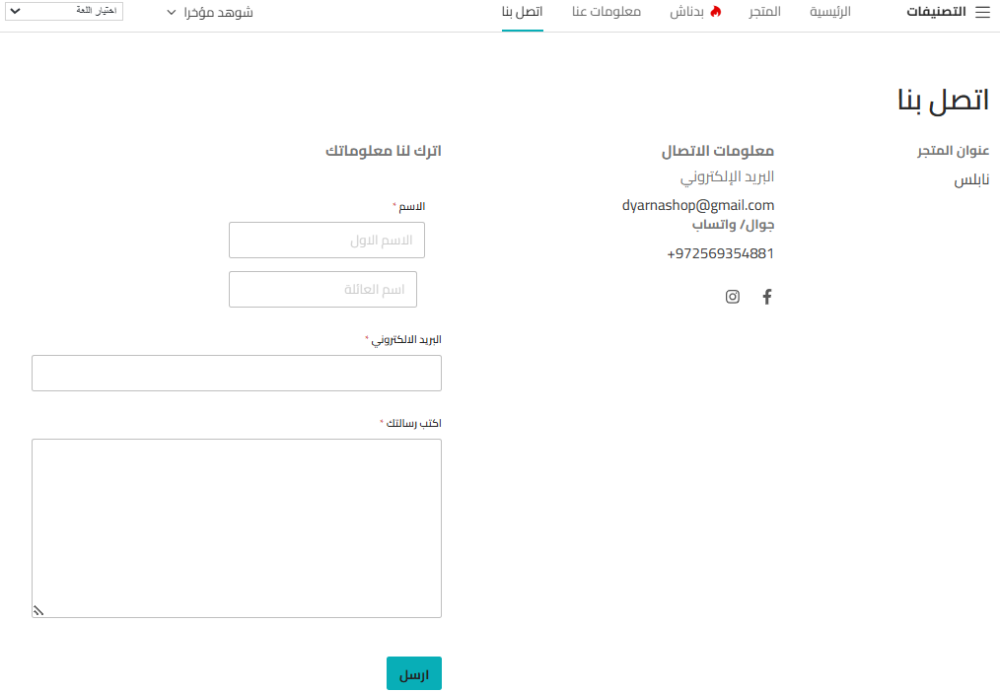 التصنيفات
الرئيسية
المتجر
بدناش
معلومات عنا
اتصل بنا
شوهد مؤخرا
اختيار اللغة
اتصل بنا
عنوان المتجر
نابلس
معلومات الاتصال
البريد الإلكتروني
dyarnashop@gmail.com
جوال/ واتساب
+972569354881
اترك لنا معلوماتك
الاسم *
الاسم الاول
اسم العائلة
البريد الالكتروني *
اكتب رسالتك *
ارسل